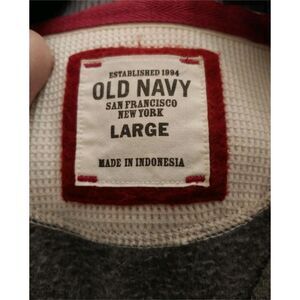 ESTABLISHED 1994
OLD NAVY
SAN FRANCISCO
NEW YORK
LARGE
MADE IN INDONESIA